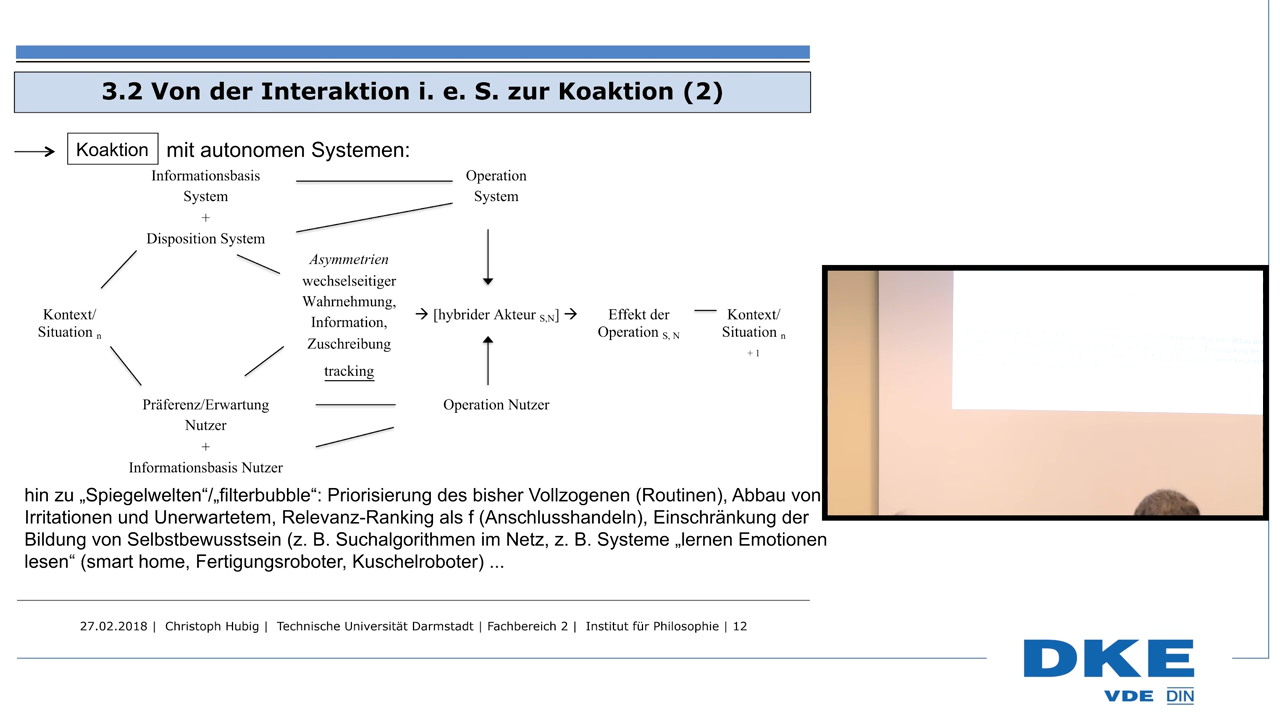 3.2 Von der Interaktion i. e. S. zur Koaktion (2)
Koaktion mit autonomen Systemen:
Informationsbasis
System
+
Disposition System
Operation
System
Asymmetrien
wechselseitiger
Wahrnehmung,
Information,
Zuschreibung
tracking
Kontext/
Situation n
→ [hybrider Akteur S,N] →
Effekt der
Operation S, N
Kontext/
Situation n
+ 1
Präferenz/Erwartung
Nutzer
+
Informationsbasis Nutzer
Operation Nutzer
hin zu „Spiegelwelten“/„filterbubble“: Priorisierung des bisher Vollzogenen (Routinen), Abbau von
Irritationen und Unerwartetem, Relevanz-Ranking als f (Anschlusshandeln), Einschränkung der
Bildung von Selbstbewusstsein (z. B. Suchalgorithmen im Netz, z. B. Systeme „lernen Emotionen
lesen“ (smart home, Fertigungsroboter, Kuschelroboter) ...
27.02.2018 | Christoph Hubig | Technische Universität Darmstadt | Fachbereich 2 | Institut für Philosophie | 12
DKE
VDE DIN